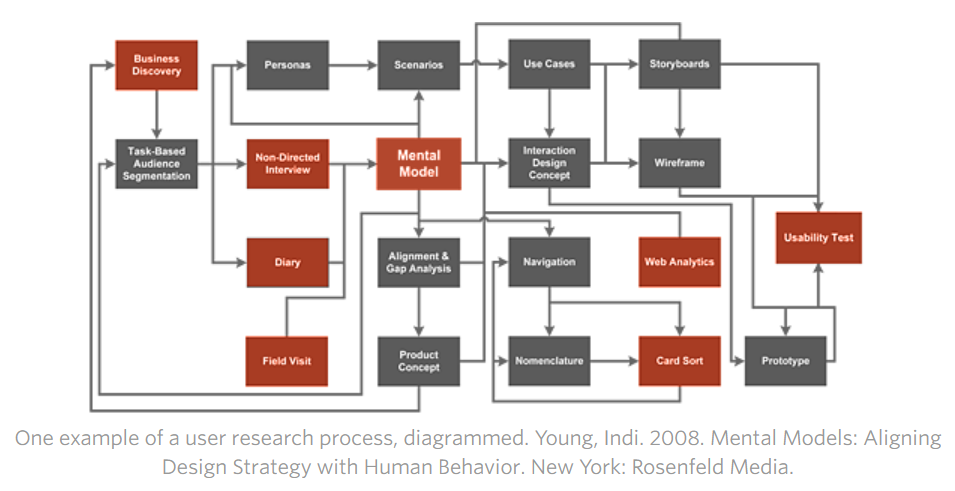 Business
Discovery
Personas
Scenarios
Use Cases
Storyboards
Task-Based
Audience
Segmentation
Non-Directed
Interview
Mental
Model
Interaction
Design
Concept
Wireframe
Usability Test
Diary
Alignment &
Gap Analysis
Navigation
Web Analytics
Field Visit
Product
Concept
Nomenclature
Card Sort
Prototype
One example of a user research process, diagrammed. Young, Indi. 2008. Mental Models: Aligning
Design Strategy with Human Behavior. New York: Rosenfeld Media.